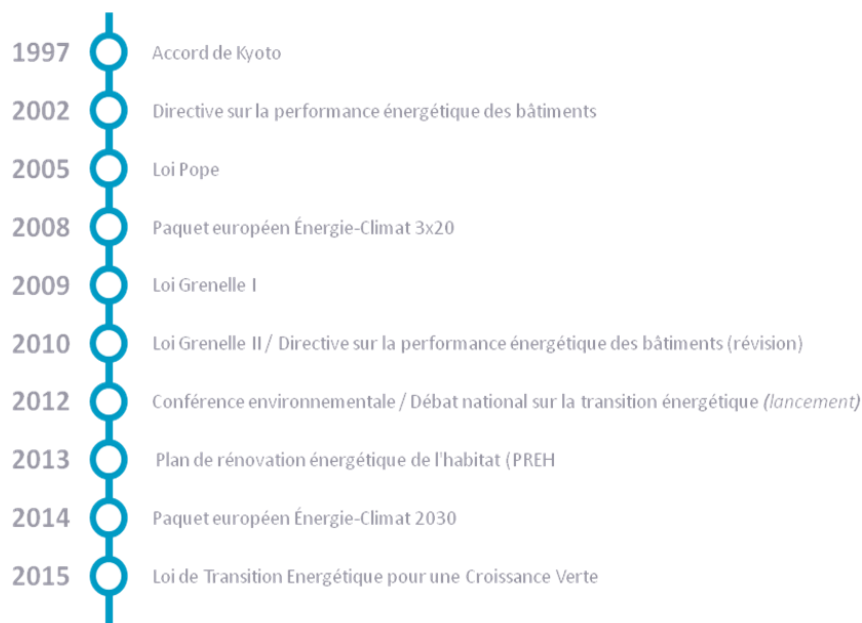 1997 Accord de Kyoto
2002 Directive sur la performance énergétique des bâtiments
2005 Loi Pope
2008 Paquet européen Énergie-Climat 3x20
2009 Loi Grenelle I
2010 Loi Grenelle II / Directive sur la performance énergétique des bâtiments (révision)
2012 Conférence environnementale / Débat national sur la transition énergétique (lancement)
2013 Plan de rénovation énergétique de l'habitat (PREH
2014 Paquet européen Énergie-Climat 2030
2015 Loi de Transition Energétique pour une Croissance Verte